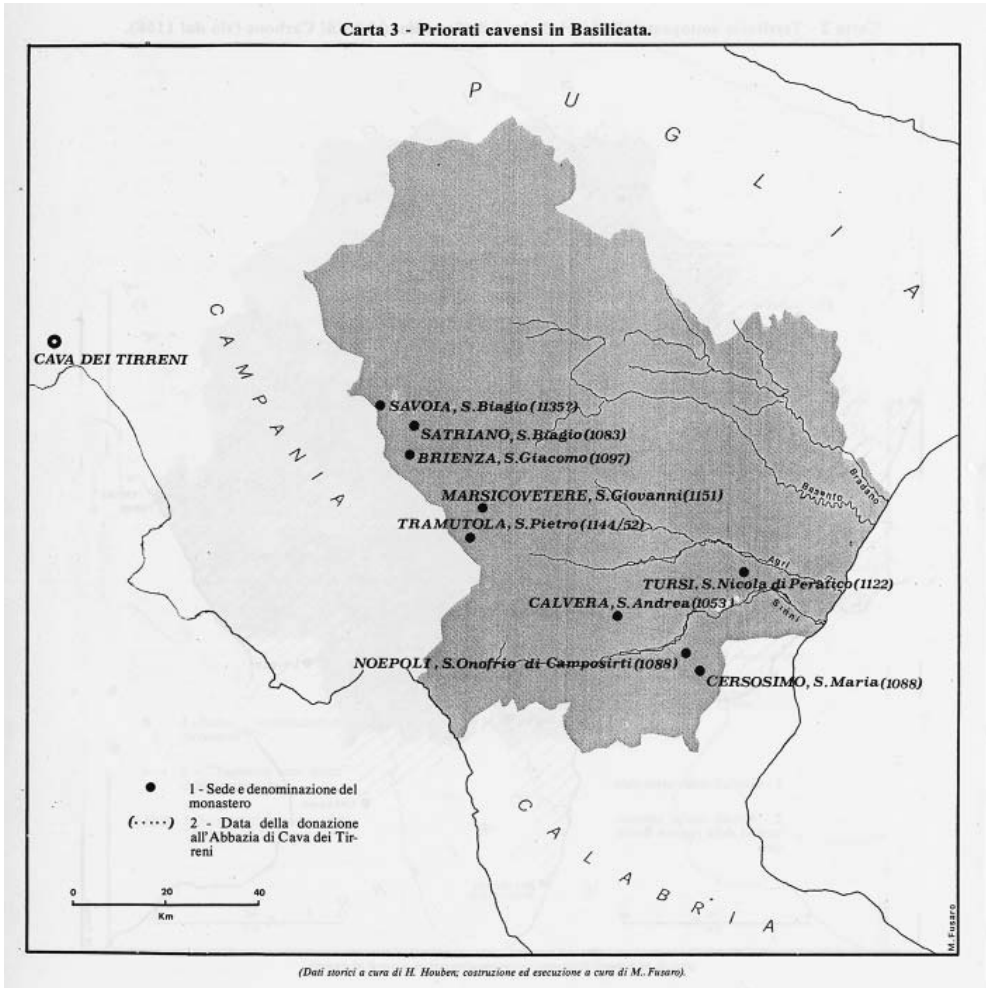 Carta 3 - Priorati cavensi in Basilicata.
PUGLIA
CAMPANIA
CAVA DEI TIRRENI
SAVOIA, S.Biagio (1135?)
SATRIANO, S.Biagio (1083)
BRIENZA, S.Giacomo (1097)
Bradano
Basento
MARSICOVETERE, S.Giovanni (1151)
TRAMUTOLA, S.Pietro (1144/52)
Agri
TURSI, S.Nicola di Peratico (1122)
CALVERA, S.Andrea (1053)
Sinni
NOEPOLI, S.Onofrio di Camposirti (1088)
CERSOSIMO, S.Maria (1088)
1 - Sede e denominazione del
monastero
(·····) 2 - Data della donazione
all'Abbazia di Cava dei Tir-
reni
0 20 40
Km
CALABRIA
M. Fusaro
(Dati storici a cura di H. Houben; costruzione ed esecuzione a cura di M.. Fusaro).